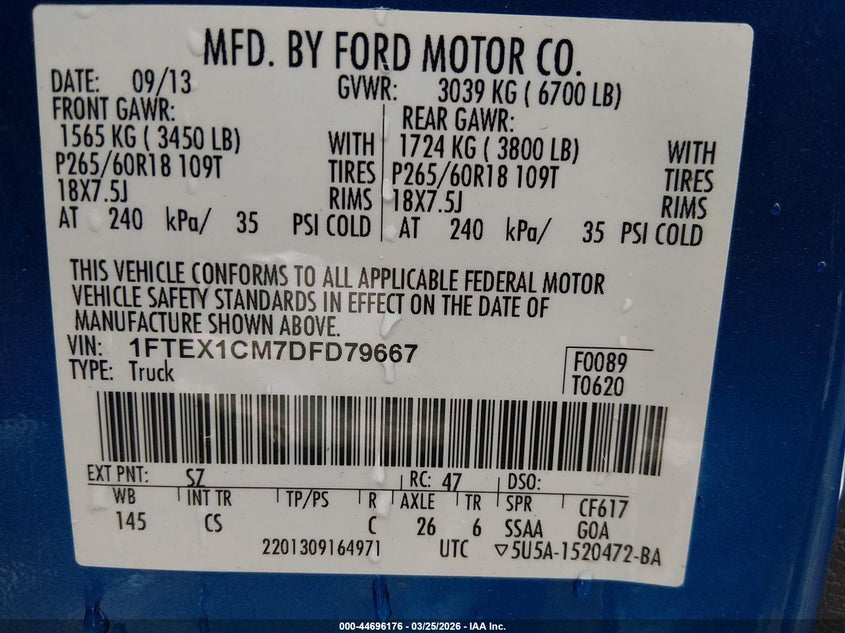 MFD. BY FORD MOTOR CO.
DATE: 09/13 GVWR: 3039 KG ( 6700 LB)
FRONT GAWR: REAR GAWR:
1565 KG ( 3450 LB) WITH 1724 KG ( 3800 LB) WITH
P265/60R18 109T TIRES P265/60R18 109T TIRES
18X7.5J RIMS 18X7.5J RIMS
AT 240 kPa/ 35 PSI COLD AT 240 kPa/ 35 PSI COLD
THIS VEHICLE CONFORMS TO ALL APPLICABLE FEDERAL MOTOR
VEHICLE SAFETY STANDARDS IN EFFECT ON THE DATE OF
MANUFACTURE SHOWN ABOVE.
VIN: 1FTEX1CM7DFD79667
TYPE: Truck
F0089
T0620
EXT PNT: SZ RC: 47 DSO:
WB INT TR TP/PS R AXLE TR SPR CF617
145 CS C 26 6 SSAA GOA
2201309164971 UTC ▽5U5A-1520472-BA
000-44696176 - 03/25/2026 - IAA Inc.